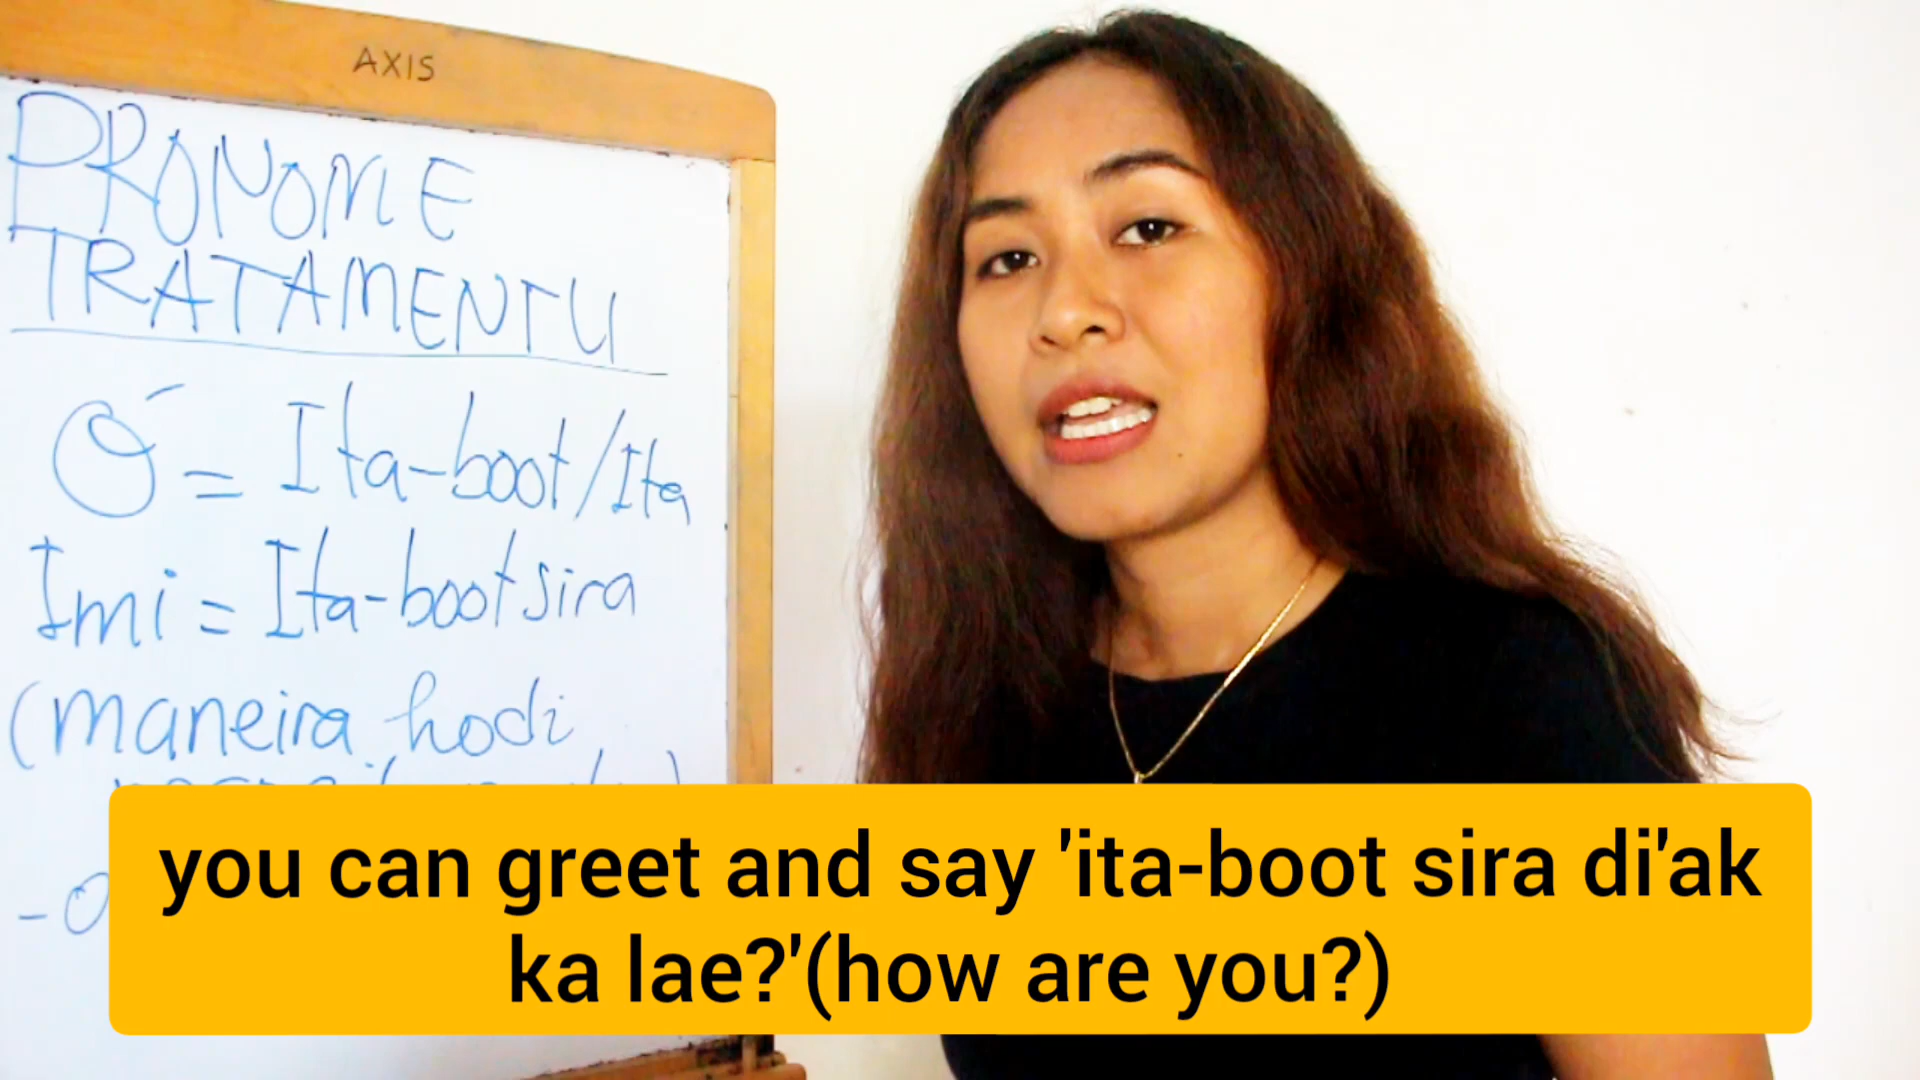 AXIS
PRONOME
TRATAMENTU
Ó = Ita-boot/Ita
Imi = Ita-boot sira
(maneira hodi
you can greet and say 'ita-boot sira di'ak
ka lae?'(how are you?)